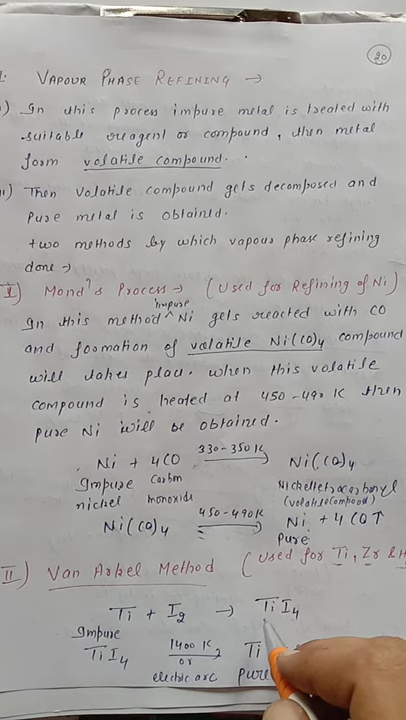 20
VAPOUR PHASE REFINING →
In this process impure metal is treated with
suitable reagent or compound, then metal
form volatile compound.
Then volatile compound gets decomposed and
Pure metal is obtained.
two methods by which vapour phase refining
done →
I) Mond's Process → (Used for Refining of Ni)
In this method impure Ni gets reacted with CO
and formation of volatile Ni(CO)4 compound
will takes place. when this volatile
compound is heated at 450-490 K then
pure Ni will be obtained.
Ni + 4CO 330-350 K → Ni(CO)4
Impure nickel carbon monoxide Nickeltetracarbonyl (volatile compound)
Ni(CO)4 450-490K ⇌ Ni + 4CO↑
Pure
II) Van Arkel Method (Used for Ti, Zr &
Ti + I2 → TiI4
Impure
TiI4 1400 K or electric arc → Ti